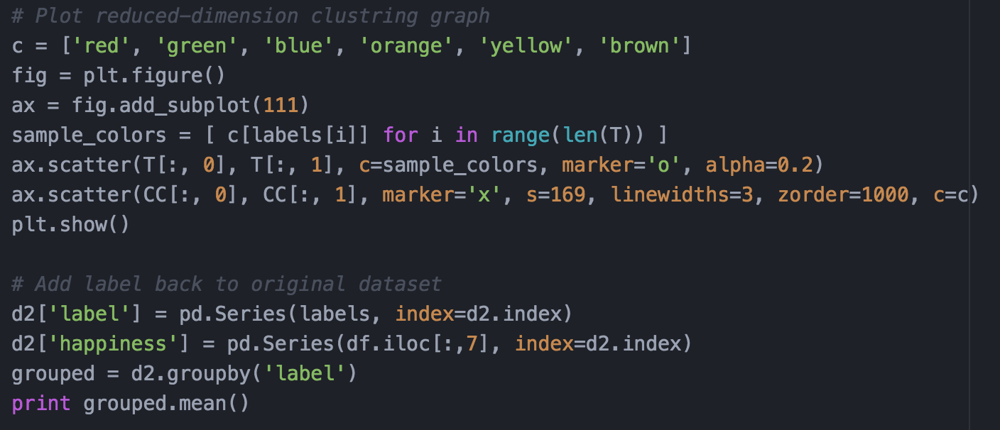 # Plot reduced-dimension clustring graph
c = ['red', 'green', 'blue', 'orange', 'yellow', 'brown']
fig = plt.figure()
ax = fig.add_subplot(111)
sample_colors = [ c[labels[i]] for i in range(len(T)) ]
ax.scatter(T[:, 0], T[:, 1], c=sample_colors, marker='o', alpha=0.2)
ax.scatter(CC[:, 0], CC[:, 1], marker='x', s=169, linewidths=3, zorder=1000, c=c)
plt.show()

# Add label back to original dataset
d2['label'] = pd.Series(labels, index=d2.index)
d2['happiness'] = pd.Series(df.iloc[:,7], index=d2.index)
grouped = d2.groupby('label')
print grouped.mean()